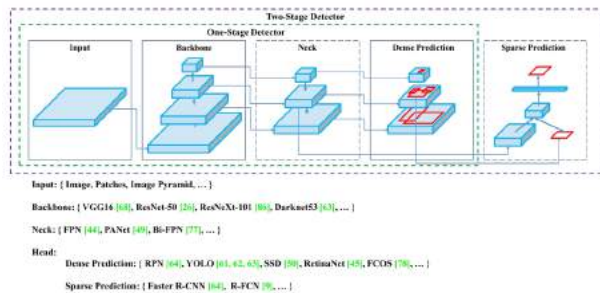 Two-Stage Detector
One-Stage Detector
Input
Backbone
Neck
Dense Prediction
Sparse Prediction
Input: { Image, Patches, Image Pyramid, ... }
Backbone: { VGG16 [68], ResNet-50 [26], ResNeXt-101 [86], Darknet53 [63], ... }
Neck: { FPN [44], PANet [49], Bi-FPN [77], ... }
Head:
Dense Prediction: { RPN [64], YOLO [61, 62, 63], SSD [50], RetinaNet [45], FCOS [78], ... }
Sparse Prediction: { Faster R-CNN [64], R-FCN [9], ... }